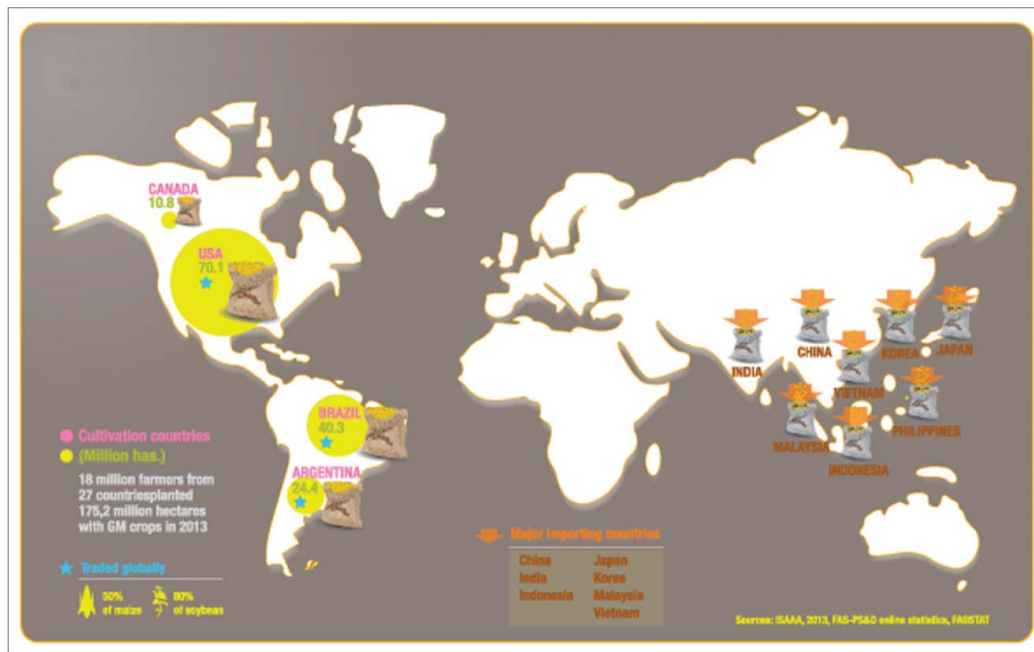 CANADA
10.8
USA
70.1
BRAZIL
40.3
ARGENTINA
24.4
INDIA
CHINA
KOREA
JAPAN
VIETNAM
MALAYSIA
PHILIPPINES
INDONESIA
Cultivation countries
(Million has.)
18 million farmers from
27 countriesplanted
175,2 million hectares
with GM crops in 2013
Traded globally
50%
of maize
80%
of soybean
Major importing countries
China
India
Indonesia
Japan
Korea
Malaysia
Vietnam
Sources: ISAAA, 2013, FAS-PS&D online statistics, FAOSTAT